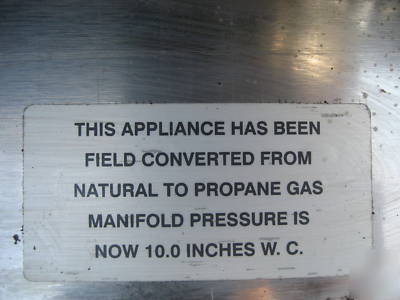 THIS APPLIANCE HAS BEEN
FIELD CONVERTED FROM
NATURAL TO PROPANE GAS
MANIFOLD PRESSURE IS
NOW 10.0 INCHES W. C.